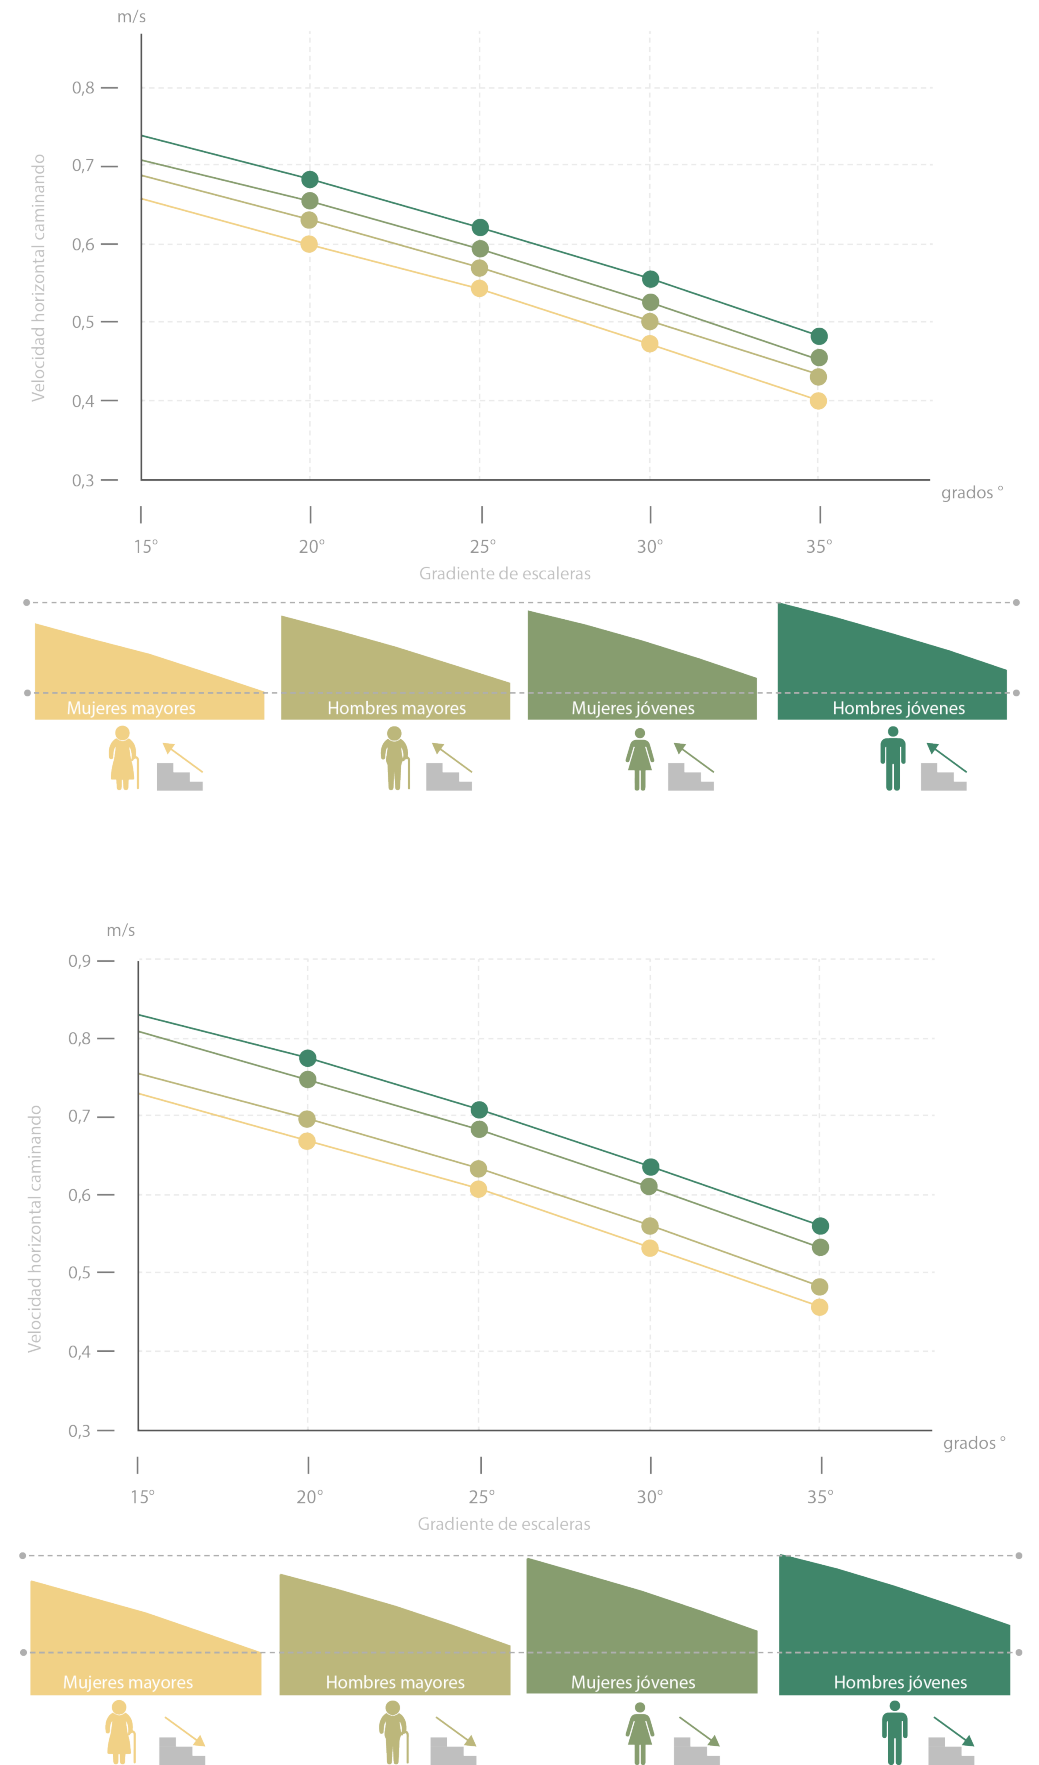 m/s
0,8
0,7
0,6
0,5
0,4
0,3
Velocidad horizontal caminando
grados °
15° 20° 25° 30° 35°
Gradiente de escaleras
Mujeres mayores Hombres mayores Mujeres jóvenes Hombres jóvenes
m/s
0,9
0,8
0,7
0,6
0,5
0,4
0,3
Velocidad horizontal caminando
grados °
15° 20° 25° 30° 35°
Gradiente de escaleras
Mujeres mayores Hombres mayores Mujeres jóvenes Hombres jóvenes